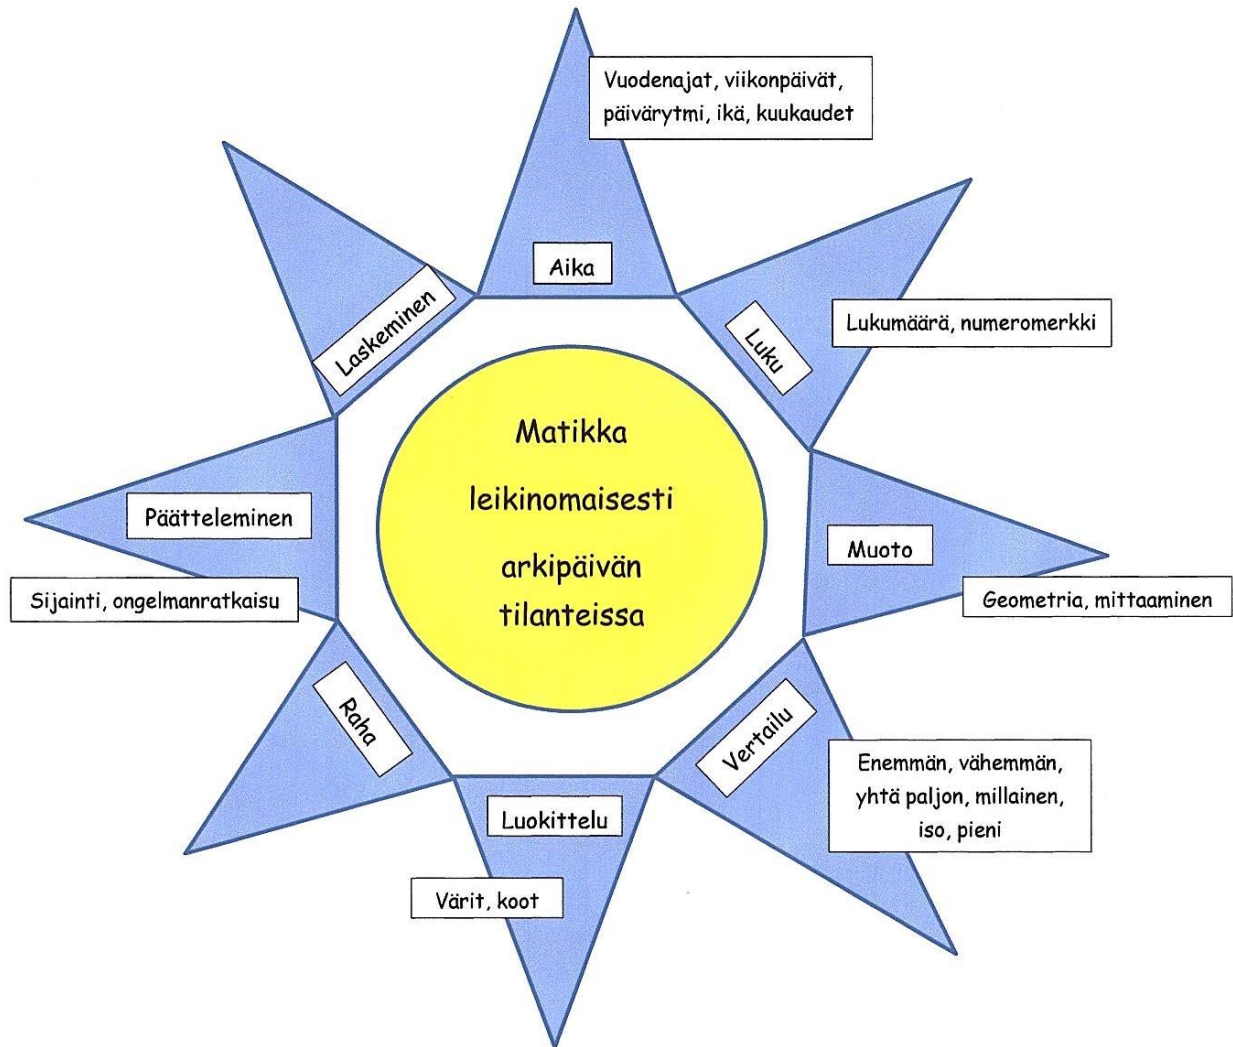 Vuodenajat, viikonpäivät,
päivärytmi, ikä, kuukaudet
Aika
Laskeminen
Luku
Lukumäärä, numeromerkki
Matikka
leikinomaisesti
arkipäivän
tilanteissa
Päätteleminen
Sijainti, ongelmanratkaisu
Muoto
Geometria, mittaaminen
Raha
Vertailu
Enemmän, vähemmän,
yhtä paljon, millainen,
iso, pieni
Luokittelu
Värit, koot